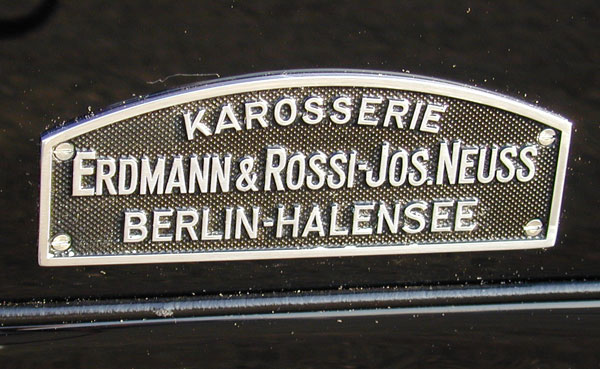 KAROSSERIE
ERDMANN & ROSSI-JOS. NEUSS
BERLIN-HALENSEE